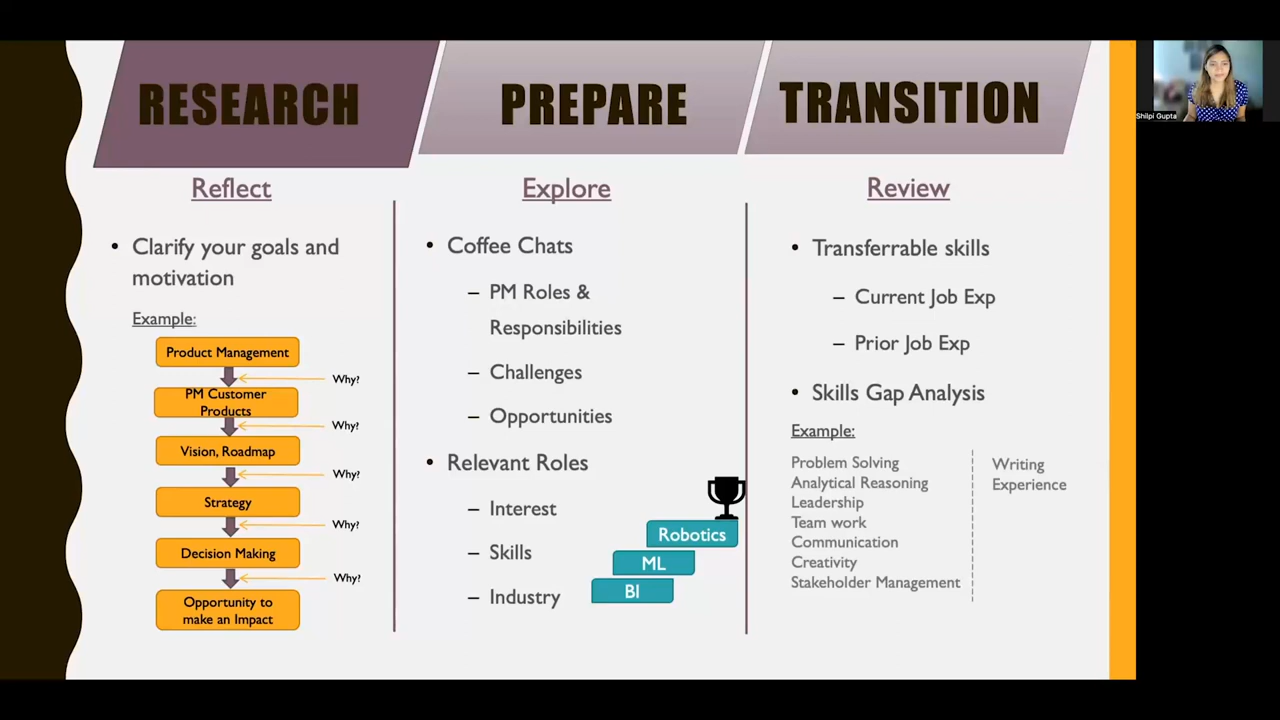 RESEARCH
PREPARE
TRANSITION
Reflect
• Clarify your goals and
motivation
Example:
Product Management
Why?
PM Customer
Products
Why?
Vision, Roadmap
Why?
Strategy
Why?
Decision Making
Why?
Opportunity to
make an Impact
Explore
• Coffee Chats
– PM Roles &
Responsibilities
– Challenges
– Opportunities
• Relevant Roles
– Interest
– Skills
– Industry
Robotics
ML
BI
Review
• Transferrable skills
– Current Job Exp
– Prior Job Exp
• Skills Gap Analysis
Example:
Problem Solving
Analytical Reasoning
Leadership
Team work
Communication
Creativity
Stakeholder Management
Writing
Experience
Shilpi Gupta